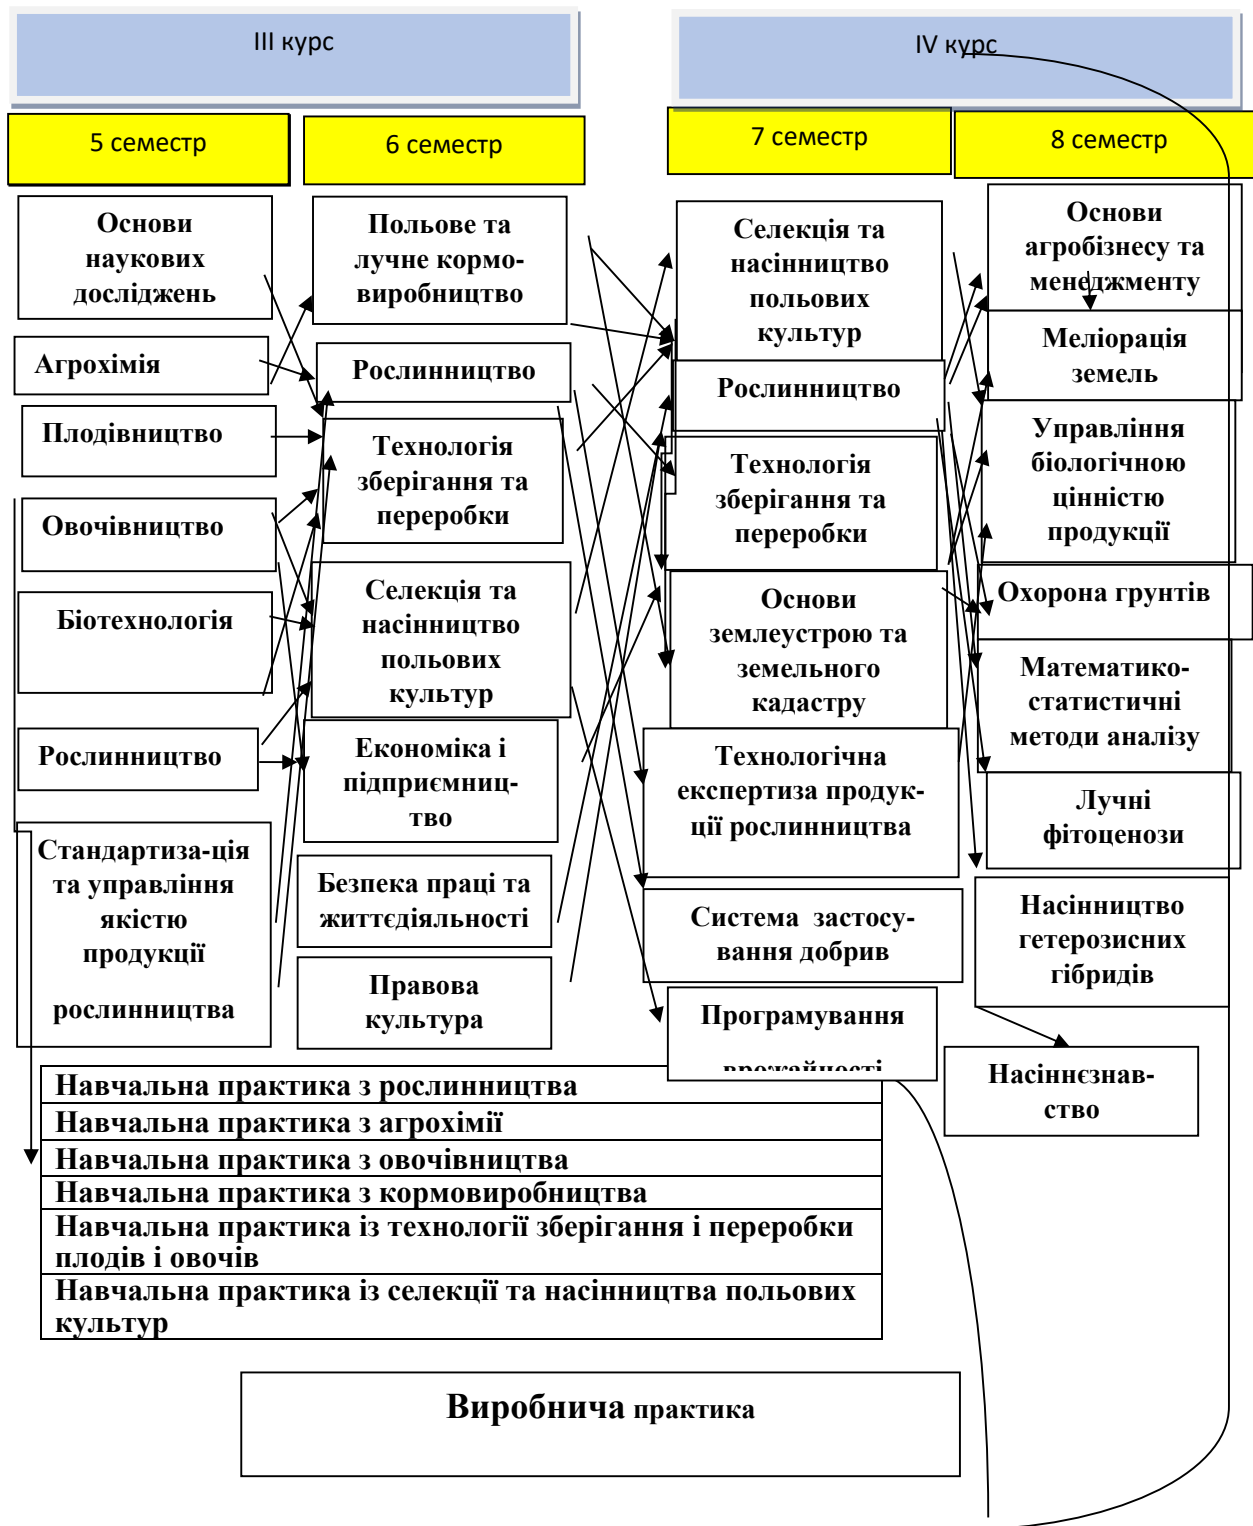 III курс
IV курс
5 семестр
6 семестр
7 семестр
8 семестр
Основи
наукових
досліджень
Агрохімія
Плодівництво
Овочівництво
Біотехнологія
Рослинництво
Стандартиза-ція
та управління
якістю
продукції
рослинництва
Польове та
лучне кормо-
виробництво
Рослинництво
Технологія
зберігання та
переробки
Селекція та
насінництво
польових
культур
Економіка і
підприємниц-
тво
Безпека праці та
життєдіяльності
Правова
культура
Селекція та
насінництво
польових
культур
Рослинництво
Технологія
зберігання та
переробки
Основи
землеустрою та
земельного
кадастру
Технологічна
експертиза продук-
ції рослинництва
Система застосу-
вання добрив
Програмування
врожайності
Основи
агробізнесу та
менеджменту
Меліорація
земель
Управління
біологічною
цінністю
продукції
Охорона грунтів
Математико-
статистичні
методи аналізу
Лучні
фітоценози
Насінництво
гетерозисних
гібридів
Насіннєзнав-
ство
Навчальна практика з рослинництва
Навчальна практика з агрохімії
Навчальна практика з овочівництва
Навчальна практика з кормовиробництва
Навчальна практика із технології зберігання і переробки
плодів і овочів
Навчальна практика із селекції та насінництва польових
культур
Виробнича практика